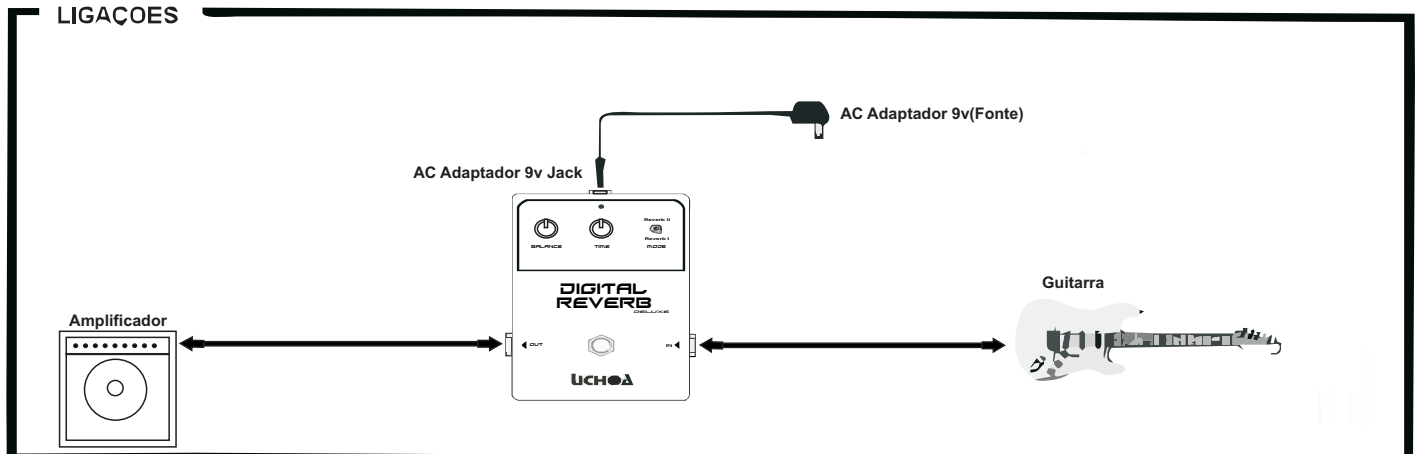 LIGAÇOES
AC Adaptador 9v(Fonte)
AC Adaptador 9v Jack
Reverb II
Reverb I
BALANCE
TIME
MODE
DIGITAL
REVERB
DELUXE
Guitarra
Amplificador
OUT
IN
UCHOA